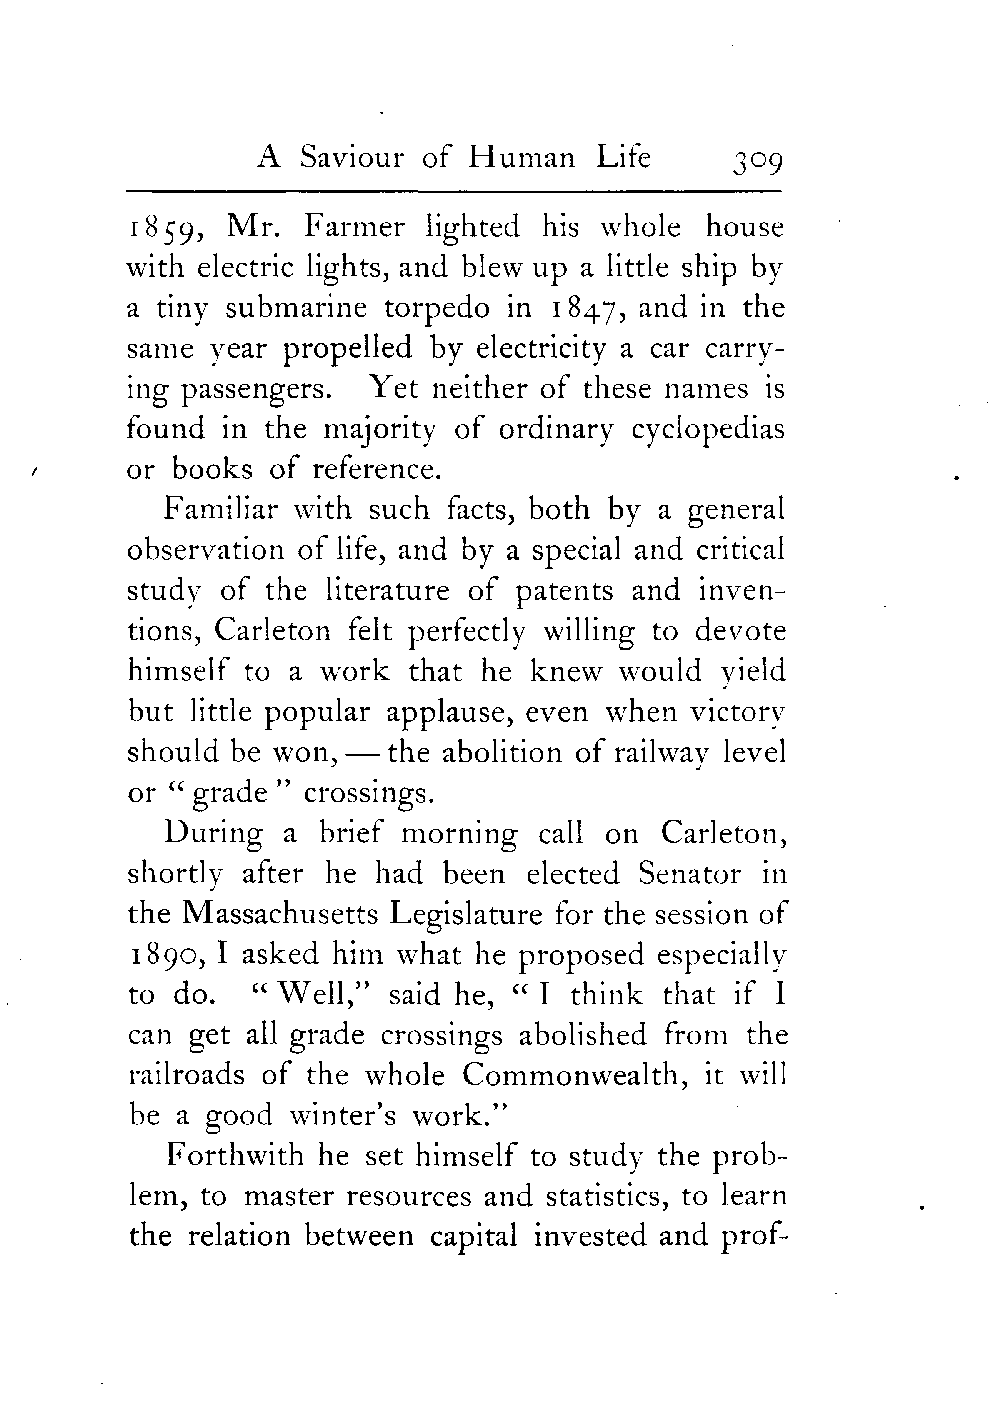 A Saviour of Human Life 309
1859, Mr. Farmer lighted his whole house
with electric lights, and blew up a little ship by
a tiny submarine torpedo in 1847, and in the
same year propelled by electricity a car carry-
ing passengers. Yet neither of these names is
found in the majority of ordinary cyclopedias
or books of reference.
Familiar with such facts, both by a general
observation of life, and by a special and critical
study of the literature of patents and inven-
tions, Carleton felt perfectly willing to devote
himself to a work that he knew would yield
but little popular applause, even when victory
should be won, — the abolition of railway level
or “ grade ” crossings.
During a brief morning call on Carleton,
shortly after he had been elected Senator in
the Massachusetts Legislature for the session of
1890, I asked him what he proposed especially
to do. “ Well,” said he, “ I think that if I
can get all grade crossings abolished from the
railroads of the whole Commonwealth, it will
be a good winter's work.”
Forthwith he set himself to study the prob-
lem, to master resources and statistics, to learn
the relation between capital invested and prof-